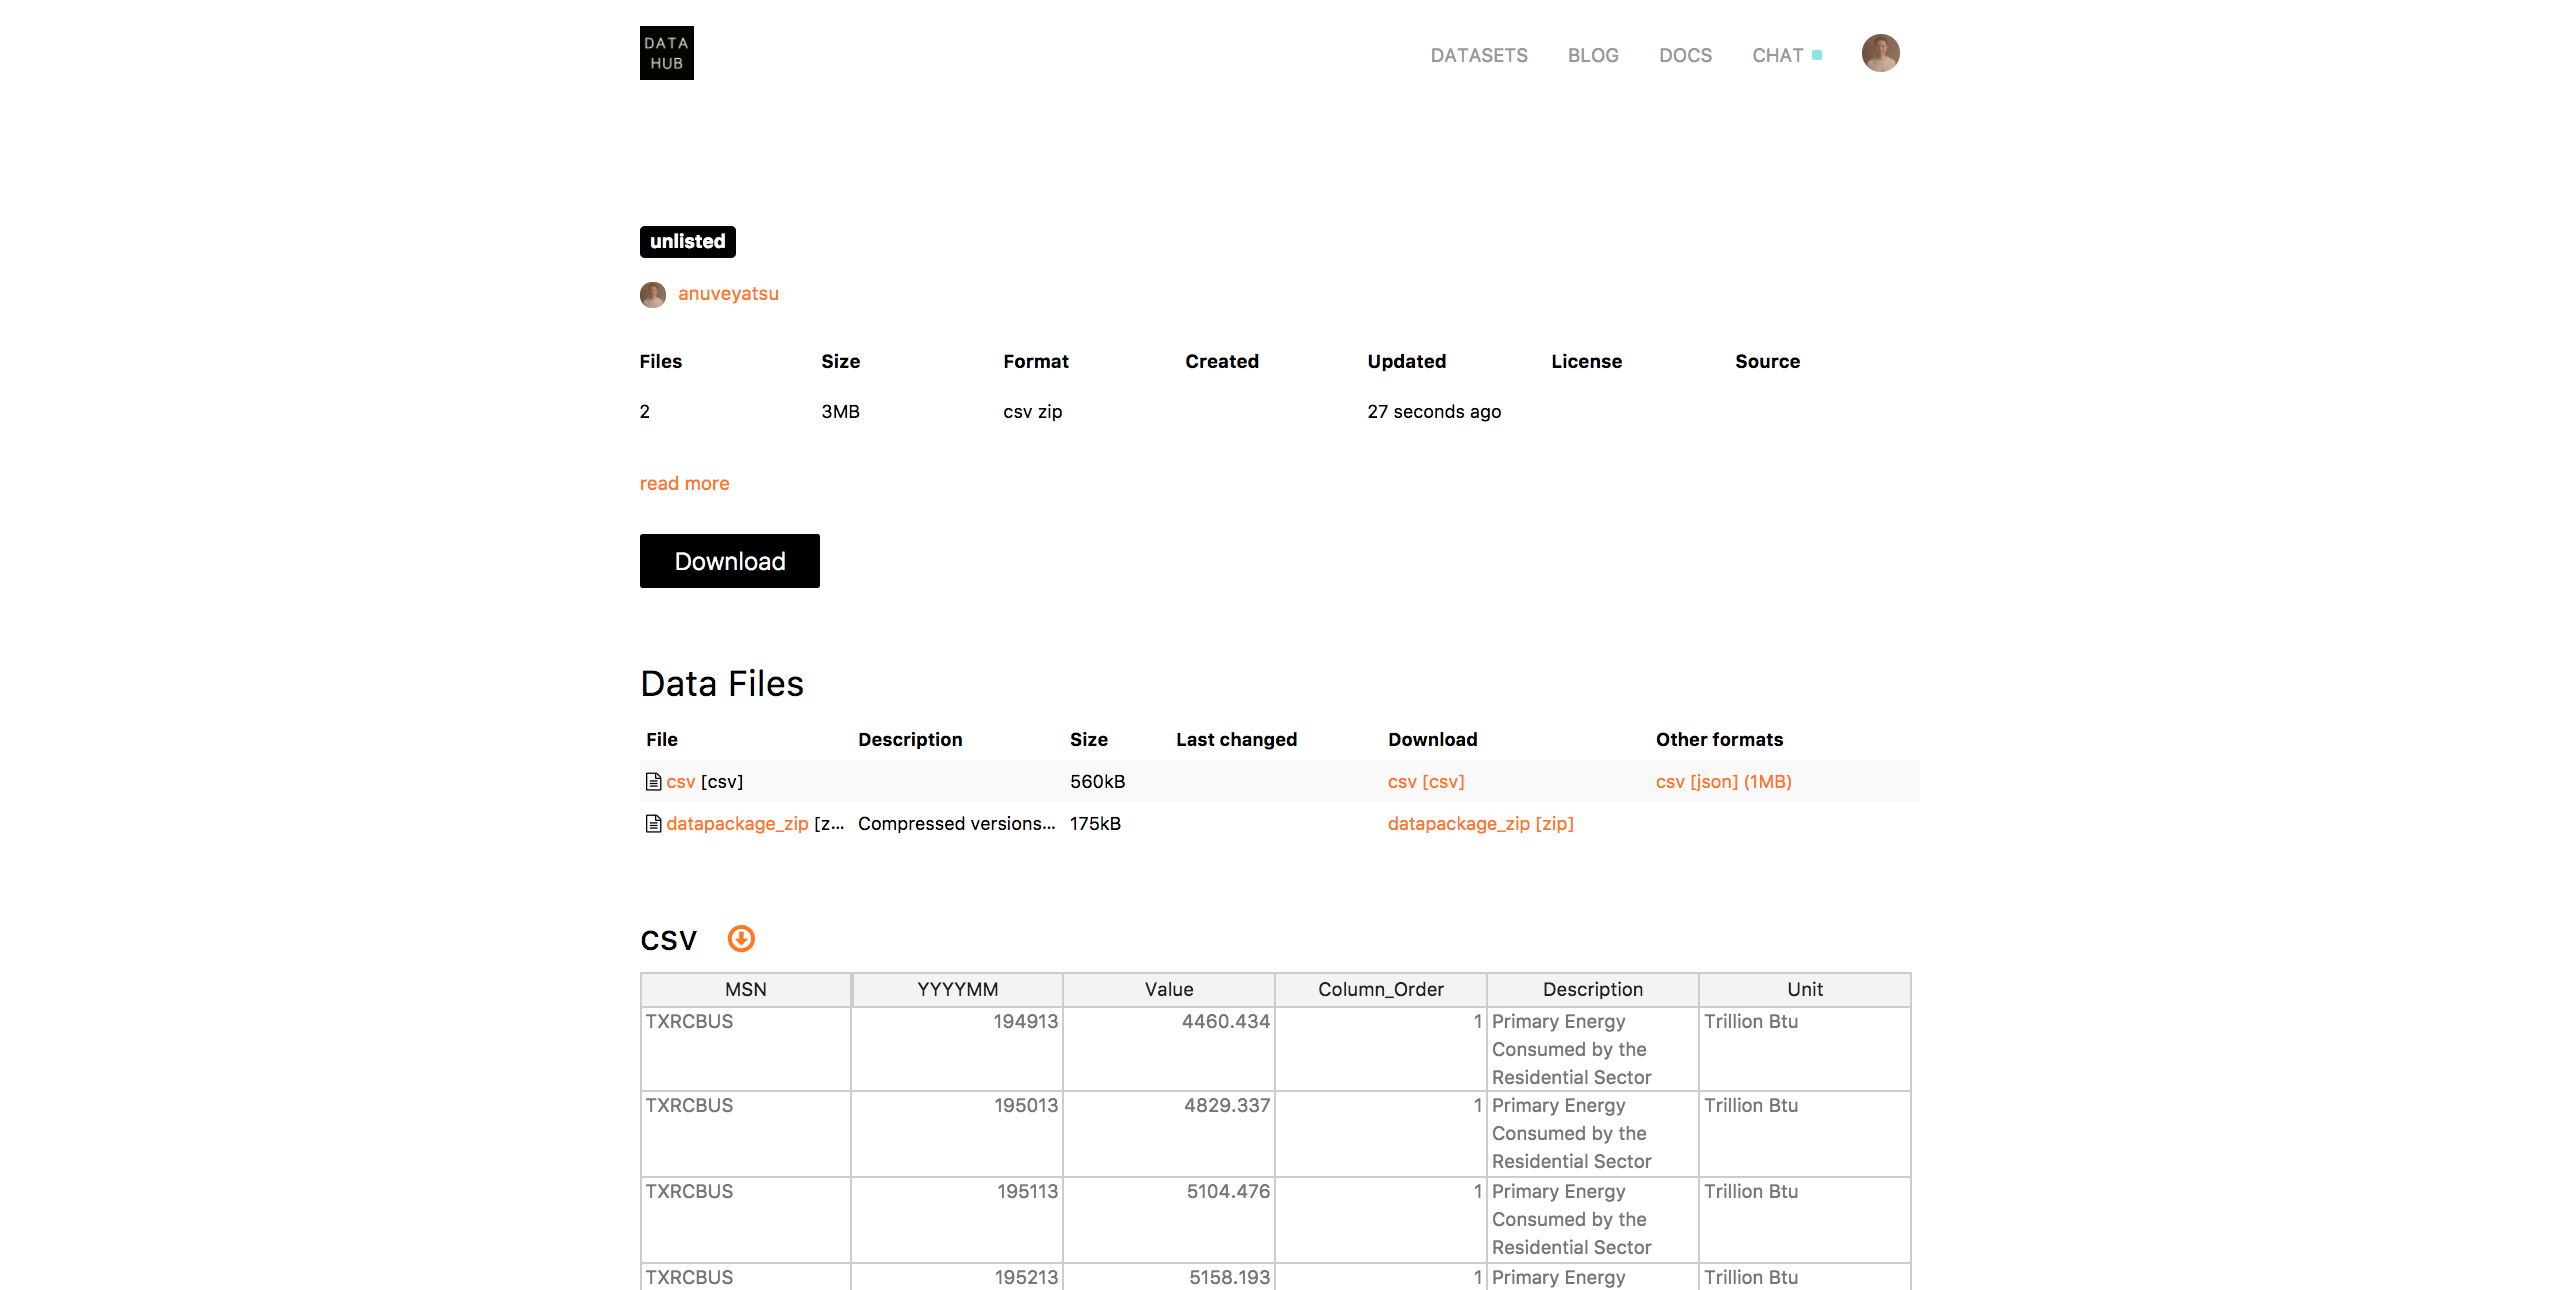 DATA
HUB
DATASETS BLOG DOCS CHAT
unlisted
anuveyatsu
Files Size Format Created Updated License Source
2 3MB csv zip 27 seconds ago
read more
Download
Data Files
File Description Size Last changed Download Other formats
csv [csv] 560kB csv [csv] csv [json] (1MB)
datapackage_zip [z... Compressed versions... 175kB datapackage_zip [zip]
csv
MSN YYYYMM Value Column_Order Description Unit
TXRCBUS 194913 4460.434 1 Primary Energy Trillion Btu
Consumed by the
Residential Sector
TXRCBUS 195013 4829.337 1 Primary Energy Trillion Btu
Consumed by the
Residential Sector
TXRCBUS 195113 5104.476 1 Primary Energy Trillion Btu
Consumed by the
Residential Sector
TXRCBUS 195213 5158.193 1 Primary Energy Trillion Btu